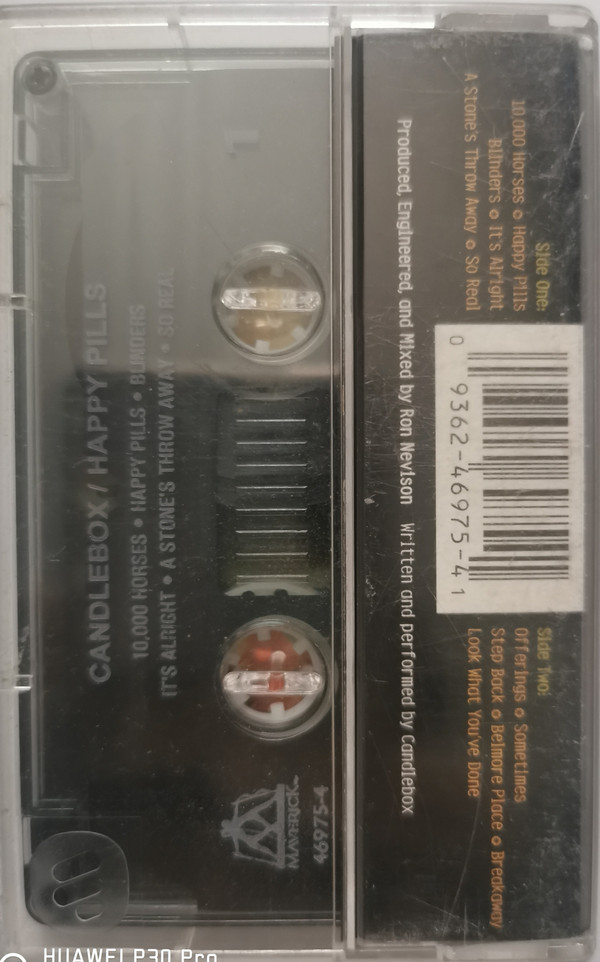 CANDLEBOX / HAPPY PILLS
10,000 HORSES • HAPPY PILLS • BLINDERS
IT'S ALRIGHT • A STONE'S THROW AWAY • SO REAL
1
MAVERICK
46975-4
Side One:
10,000 Horses o Happy Pills
Blinders o It's Alright
A Stone's Throw Away o So Real
0 9362-46975-4 1
Side Two:
Offerings o Sometimes
Step Back o Belmore Place o Breakaway
Look What You've Done
Produced, Engineered, and Mixed by Ron Nevison Written and performed by Candlebox
HUAWEI P30 Pro